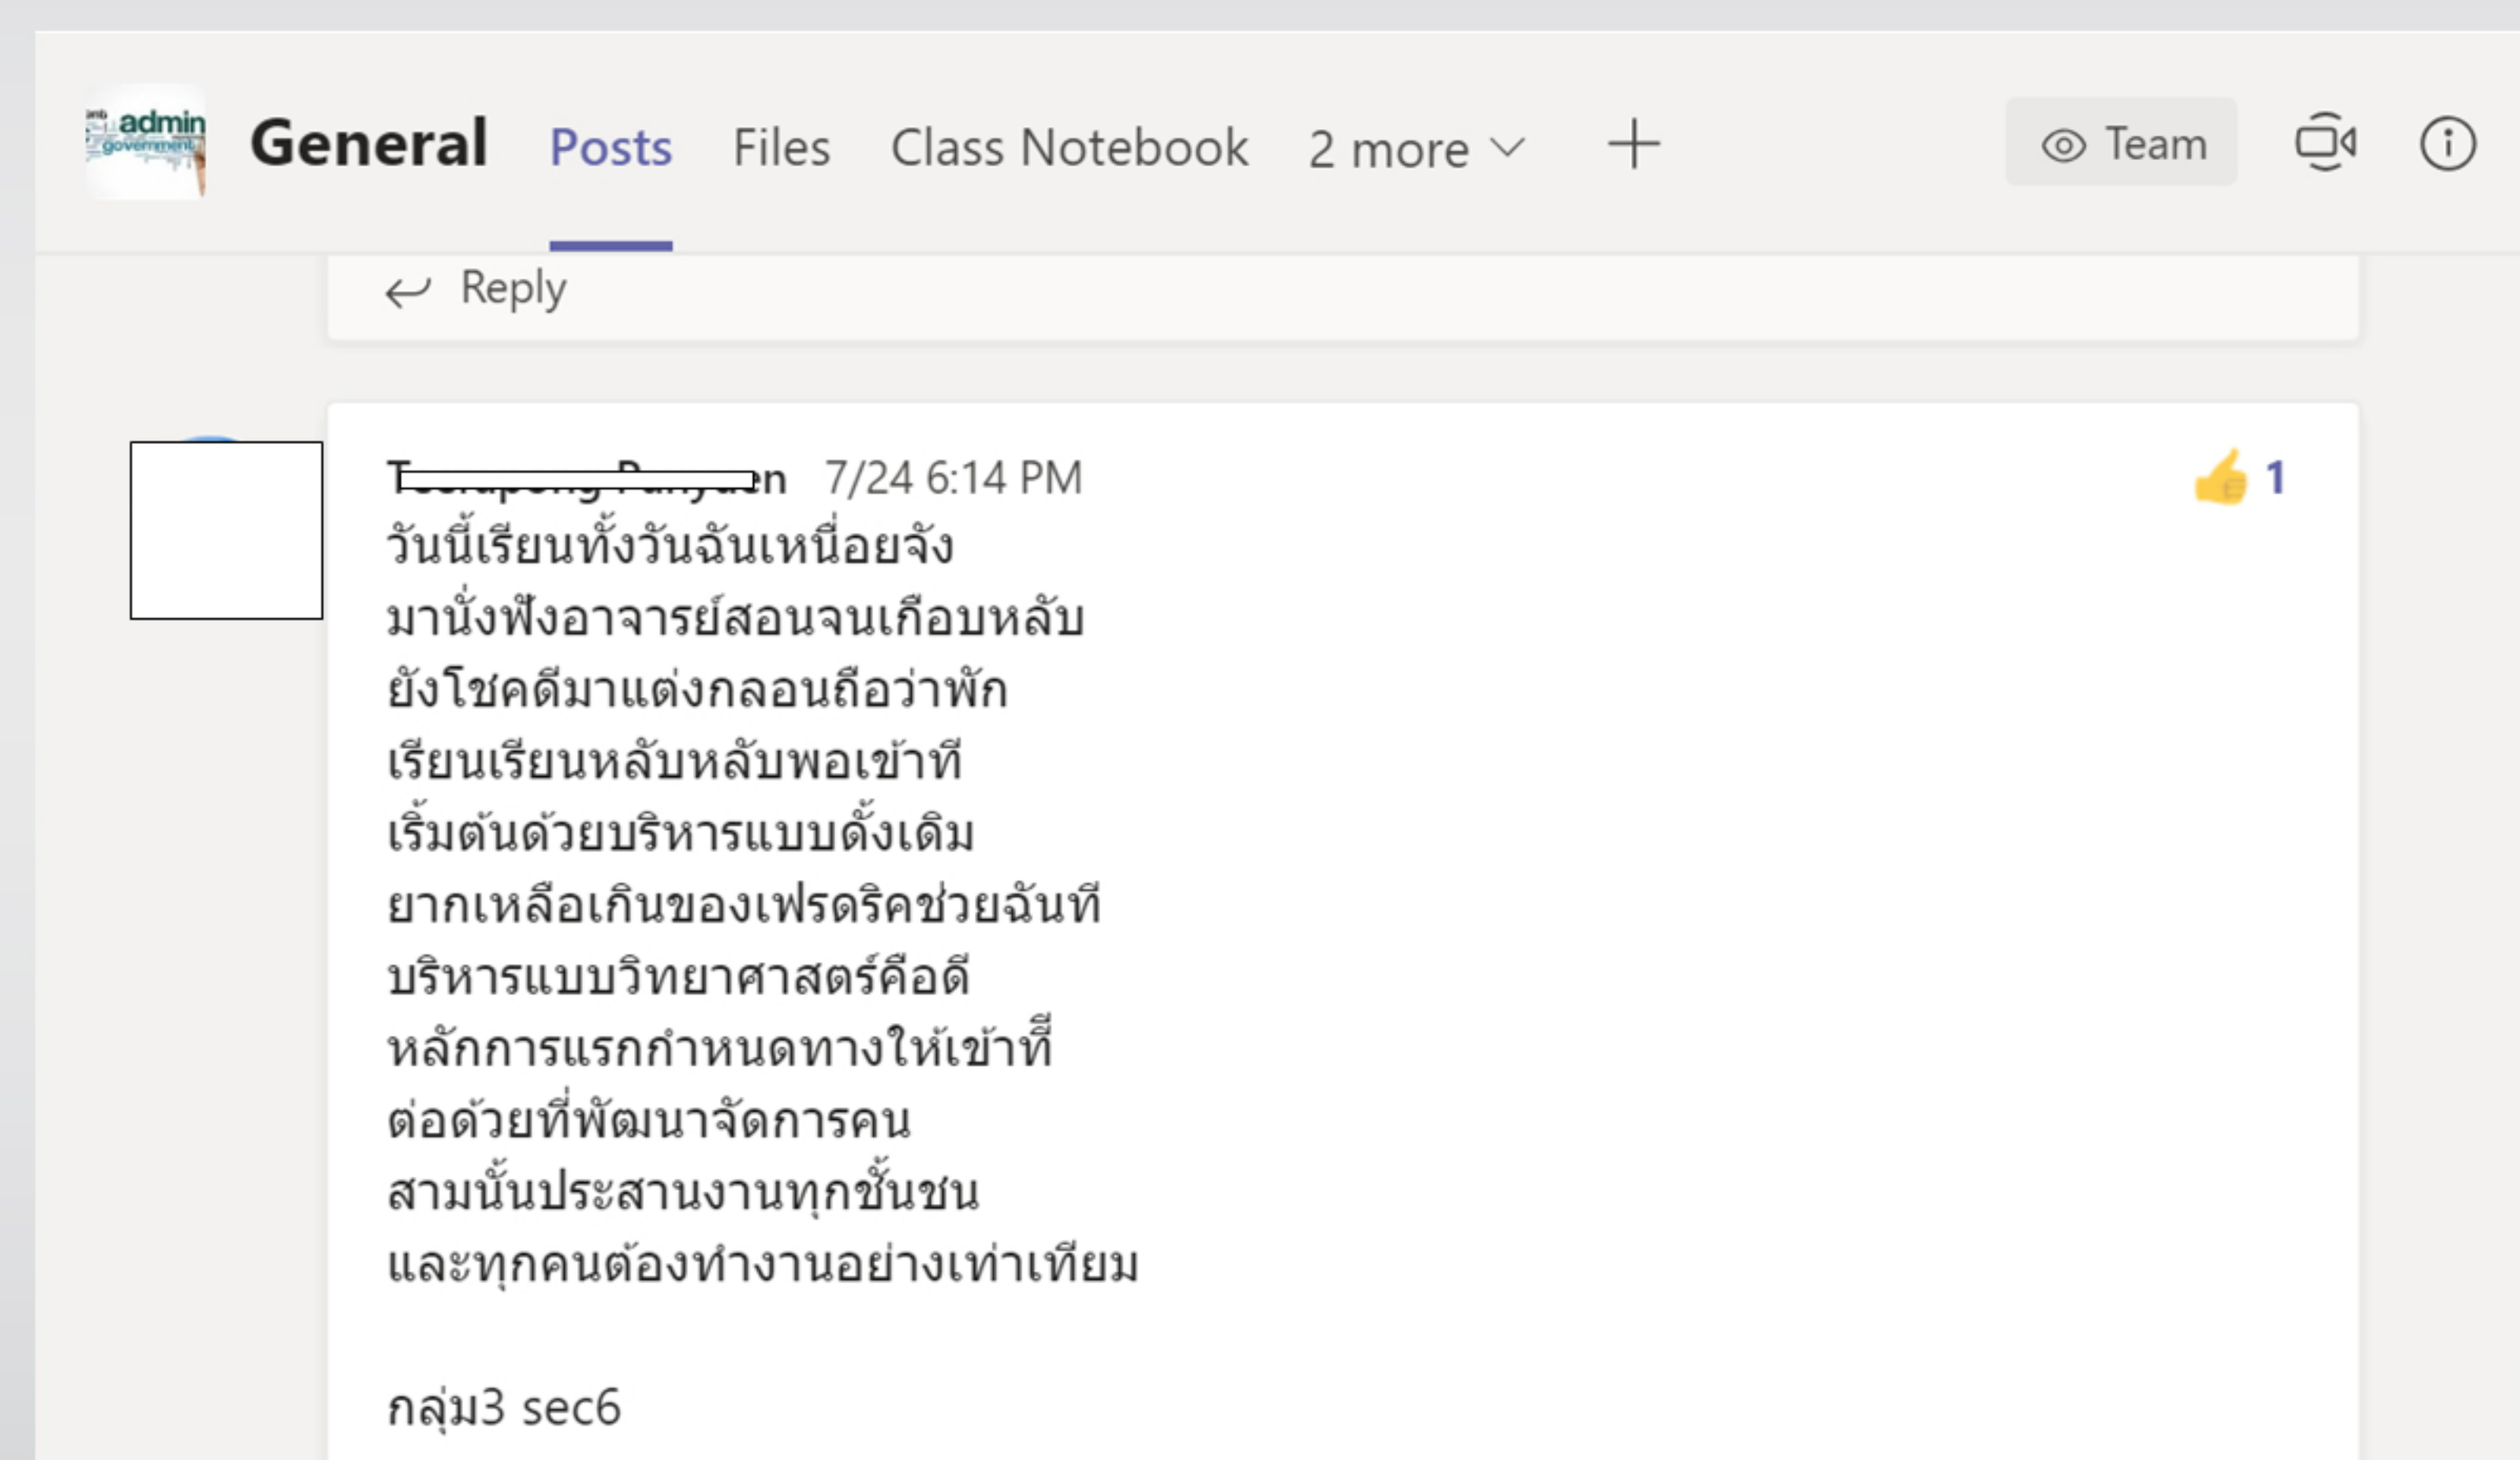 admin
government
General Posts Files Class Notebook 2 more Team
Reply
7/24 6:14 PM 1
วันนี้เรียนทั้งวันฉันเหนื่อยจัง
มานั่งฟังอาจารย์สอนจนเกือบหลับ
ยังโชคดีมาแต่งกลอนถือว่าพัก
เรียนเรียนหลับหลับพอเข้าที
เริ้มต้นด้วยบริหารแบบดั้งเดิม
ยากเหลือเกินของเฟรดริคช่วยฉันที
บริหารแบบวิทยาศาสตร์คือดี
หลักการแรกกำหนดทางให้เข้าที่
ต่อด้วยที่พัฒนาจัดการคน
สามนั้นประสานงานทุกชั้นชน
และทุกคนต้องทำงานอย่างเท่าเทียม
กลุ่ม3 sec6